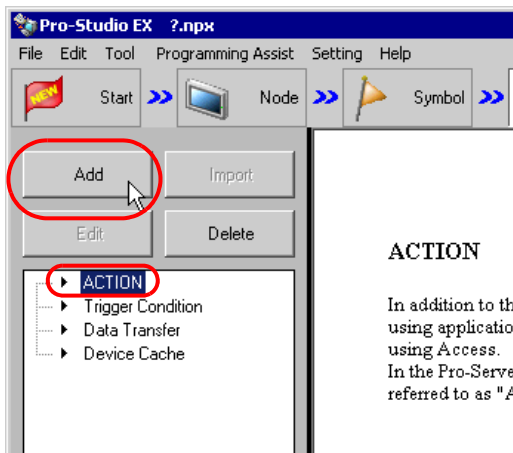 Pro-Studio EX ?.npx
File Edit Tool Programming Assist Setting Help
NEW Start Node Symbol
Add Import
Edit Delete
ACTION
Trigger Condition
Data Transfer
Device Cache
ACTION
In addition to th
using applicatio
using Access.
In the Pro-Serve
referred to as "A